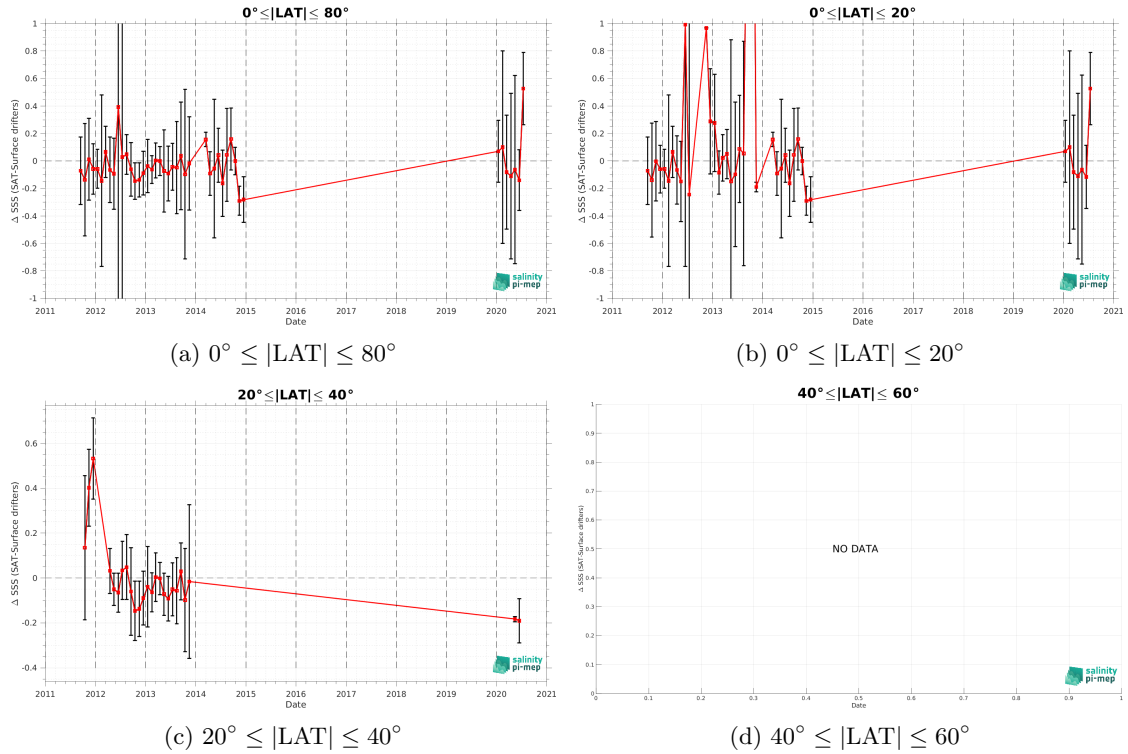 0°≤|LAT|≤ 80°
Δ SSS (SAT-Surface drifters)
1
0.8
0.6
0.4
0.2
0
-0.2
-0.4
-0.6
-0.8
-1
2011 2012 2013 2014 2015 2016 2017 2018 2019 2020 2021
Date
salinity
pi-mep
(a) 0° ≤ |LAT| ≤ 80°
0°≤|LAT|≤ 20°
Δ SSS (SAT-Surface drifters)
1
0.8
0.6
0.4
0.2
0
-0.2
-0.4
-0.6
-0.8
-1
2011 2012 2013 2014 2015 2016 2017 2018 2019 2020 2021
Date
salinity
pi-mep
(b) 0° ≤ |LAT| ≤ 20°
20°≤|LAT|≤ 40°
Δ SSS (SAT-Surface drifters)
0.6
0.4
0.2
0
-0.2
-0.4
2011 2012 2013 2014 2015 2016 2017 2018 2019 2020 2021
Date
salinity
pi-mep
(c) 20° ≤ |LAT| ≤ 40°
40°≤|LAT|≤ 60°
Δ SSS (SAT-Surface drifters)
1
0.9
0.8
0.7
0.6
0.5
0.4
0.3
0.2
0.1
0
NO DATA
0 0.1 0.2 0.3 0.4 0.5 0.6 0.7 0.8 0.9 1
Date
salinity
pi-mep
(d) 40° ≤ |LAT| ≤ 60°